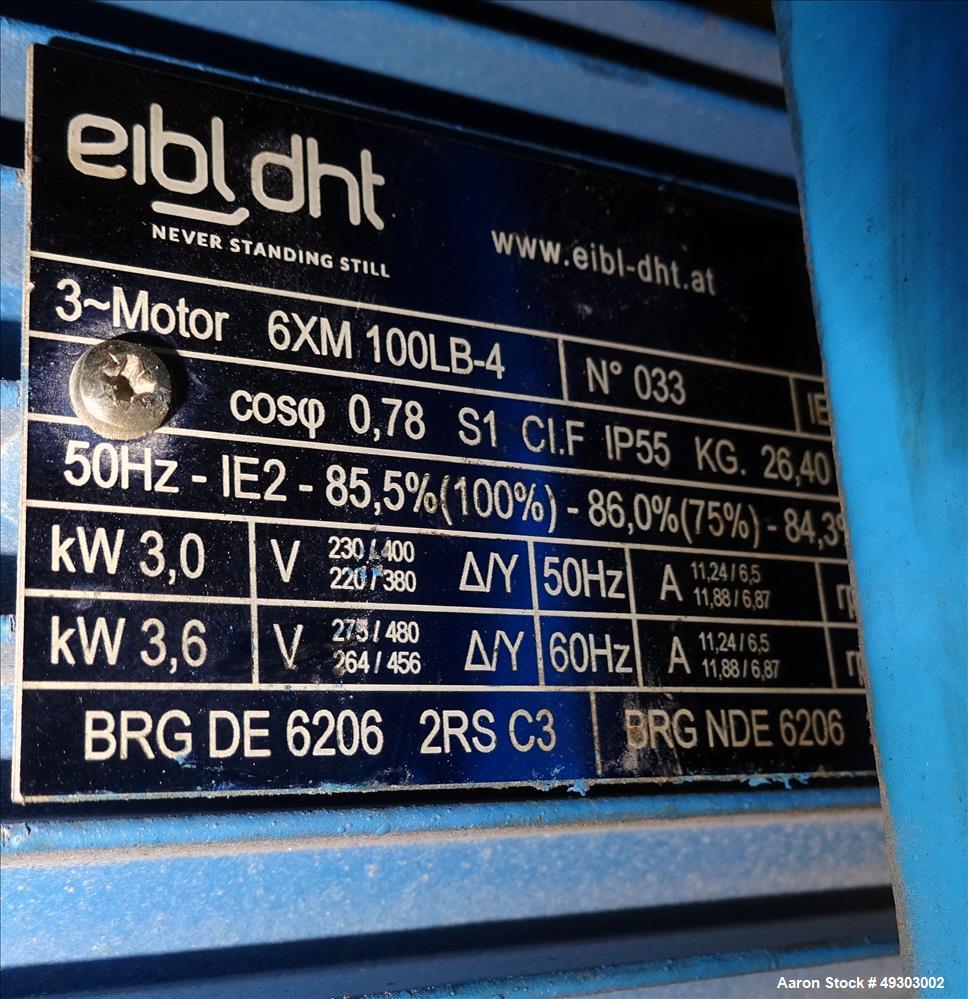 eibl dht
NEVER STANDING STILL
www.eibl-dht.at
3~Motor 6XM 100LB-4 N° 033
IE
cosφ 0,78 S1 Cl.F IP55 KG. 26,40
50Hz - IE2 - 85,5%(100%) - 86,0%(75%) - 84,3%
kW 3,0 V 230 / 400 Δ/Y 50Hz A 11,24 / 6,5
220 / 380 11,88 / 6,87
kW 3,6 V 275 / 480 Δ/Y 60Hz A 11,24 / 6,5
264 / 456 11,88 / 6,87
BRG DE 6206 2RS C3 BRG NDE 6206
Aaron Stock # 49303002